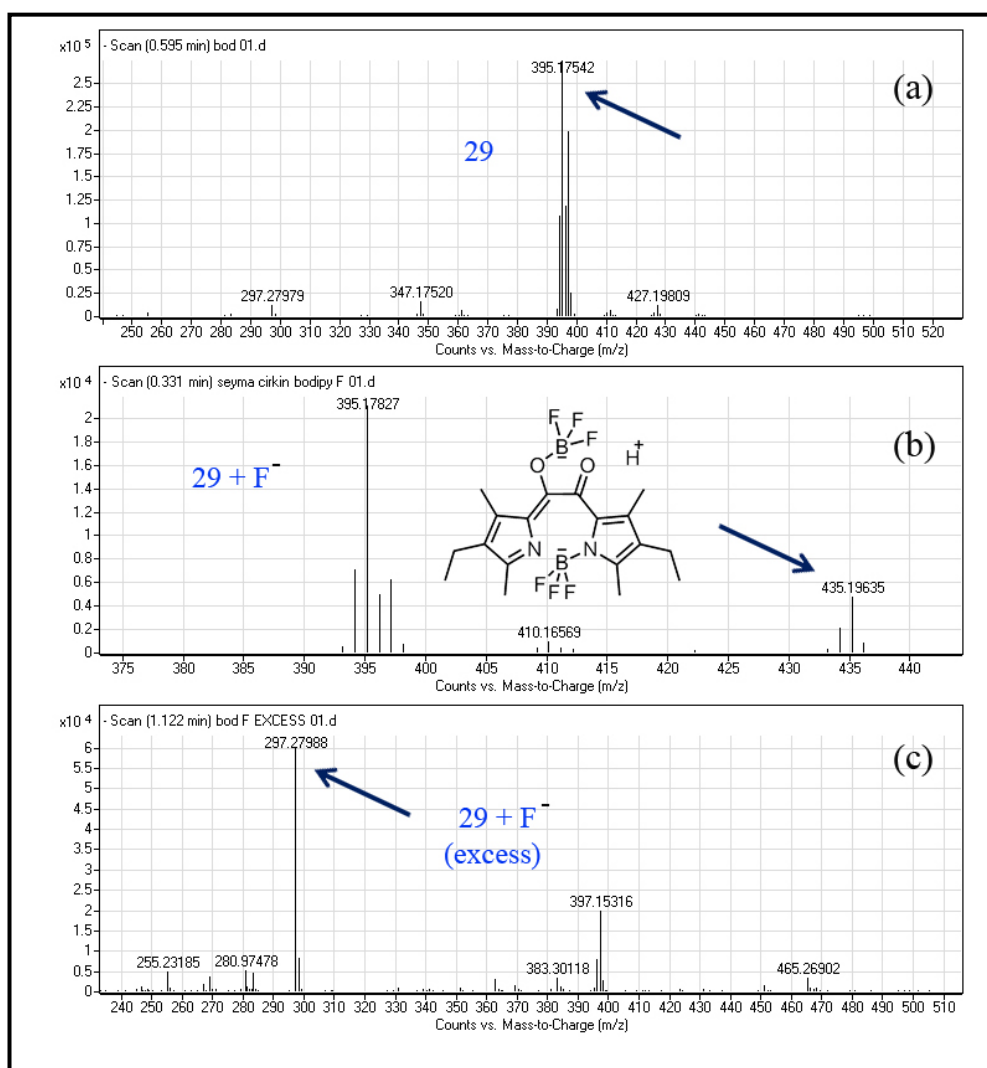 - Scan (0.595 min) bod 01.d
x10 5
395.17542
(a)
2.5
2.25
2
1.75
1.5
1.25
1
0.75
0.5
0.25
0
29
297.27979
347.17520
427.19809
250 260 270 280 290 300 310 320 330 340 350 360 370 380 390 400 410 420 430 440 450 460 470 480 490 500 510 520
Counts vs. Mass-to-Charge (m/z)
- Scan (0.331 min) seyma cirkin bodipy F 01.d
x10 4
395.17827
(b)
2
1.8
1.6
1.4
1.2
1
0.8
0.6
0.4
0.2
0
29 + F-
F
F
B
F
H+
O
O
N
N
B
F
F
F
435.19635
410.16569
375 380 385 390 395 400 405 410 415 420 425 430 435 440
Counts vs. Mass-to-Charge (m/z)
- Scan (1.122 min) bod F EXCESS 01.d
x10 4
297.27988
(c)
6
5.5
5
4.5
4
3.5
3
2.5
2
1.5
1
0.5
0
29 + F-
(excess)
397.15316
255.23185
280.97478
383.30118
465.26902
240 250 260 270 280 290 300 310 320 330 340 350 360 370 380 390 400 410 420 430 440 450 460 470 480 490 500 510
Counts vs. Mass-to-Charge (m/z)